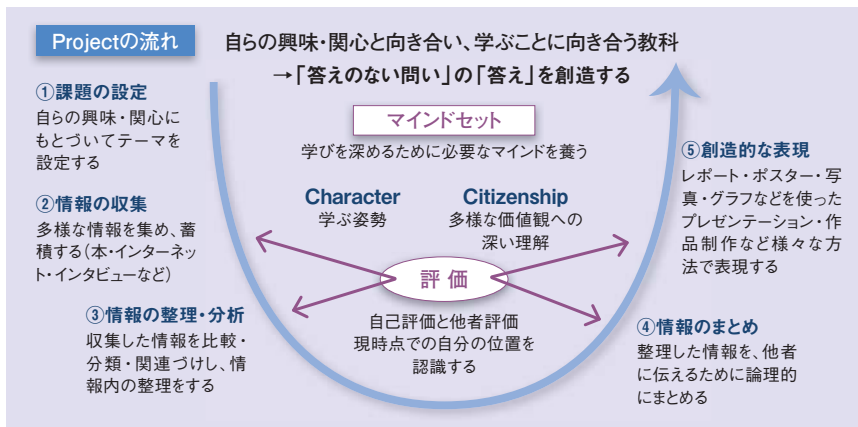 Projectの流れ
自らの興味・関心と向き合い、学ぶことに向き合う教科
→「答えのない問い」の「答え」を創造する
①課題の設定
自らの興味・関心に
もとづいてテーマを
設定する
②情報の収集
多様な情報を集め、蓄
積する(本・インターネッ
ト・インタビューなど)
③情報の整理・分析
収集した情報を比較・
分類・関連づけし、情
報内の整理をする
マインドセット
学びを深めるために必要なマインドを養う
Character
学ぶ姿勢
Citizenship
多様な価値観への
深い理解
評価
自己評価と他者評価
現時点での自分の位置を
認識する
④情報のまとめ
整理した情報を、他者
に伝えるために論理的
にまとめる
⑤創造的な表現
レポート・ポスター・写
真・グラフなどを使った
プレゼンテーション・作
品制作など様々な方
法で表現する